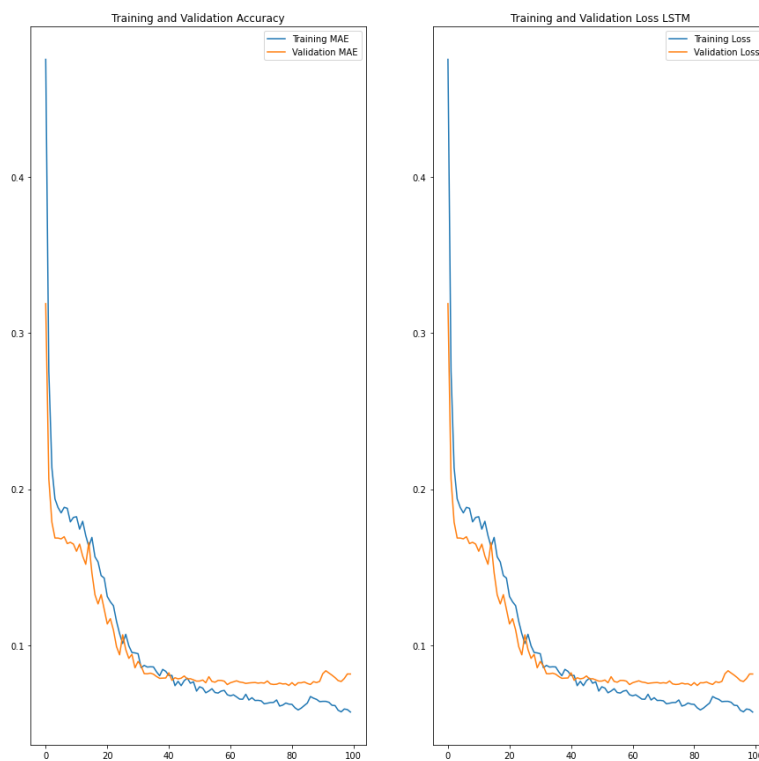 Training and Validation Accuracy
Training MAE
Validation MAE
0.4
0.3
0.2
0.1
0 20 40 60 80 100
Training and Validation Loss LSTM
Training Loss
Validation Loss
0.4
0.3
0.2
0.1
0 20 40 60 80 100